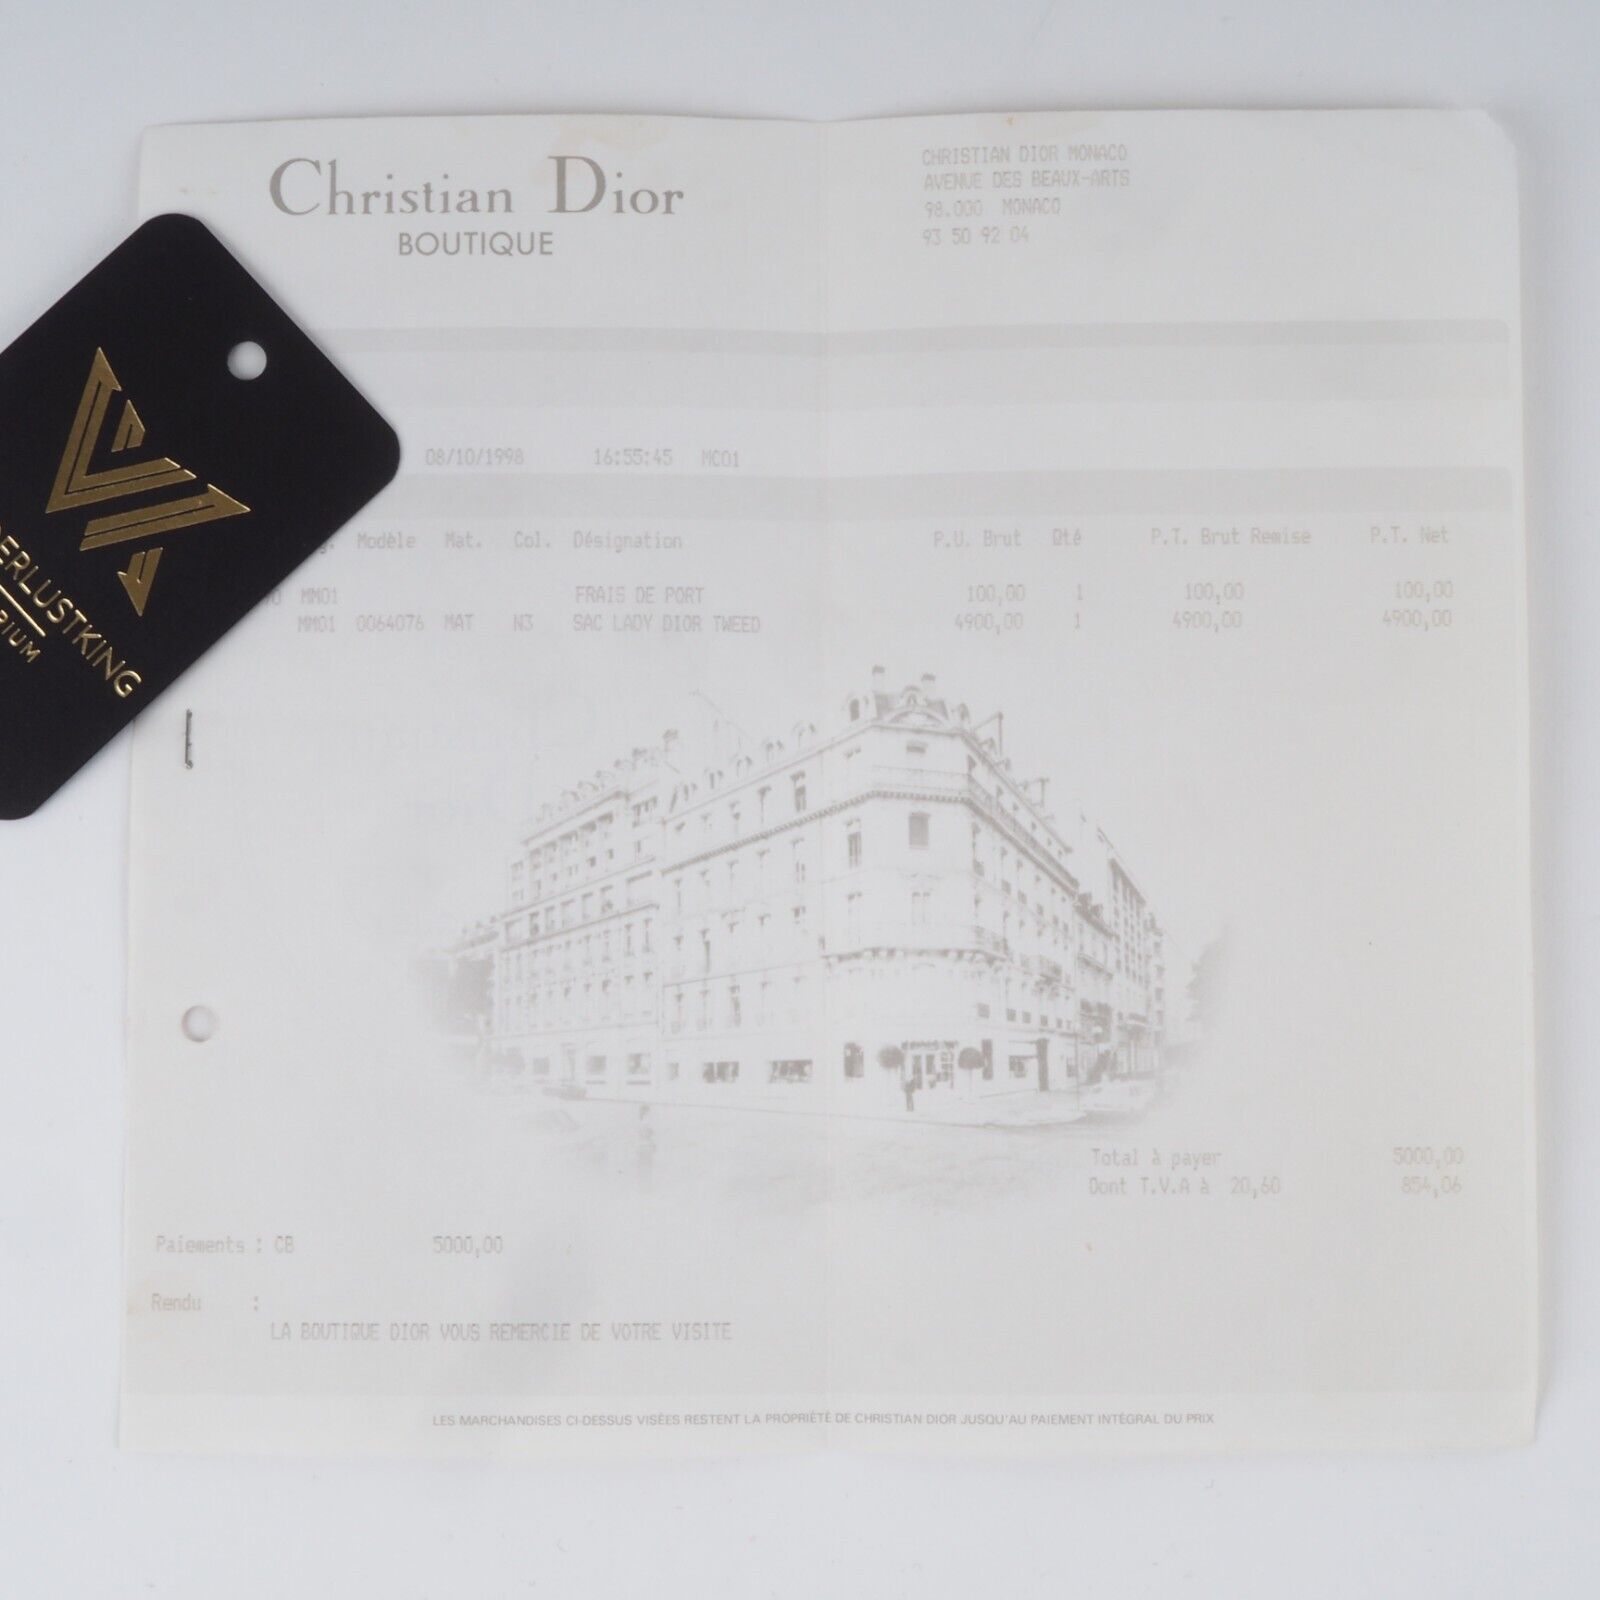 Christian Dior
BOUTIQUE
CHRISTIAN DIOR MONACO
AVENUE DES BEAUX-ARTS
98.000 MONACO
93 50 92 04
08/10/1998 16:55:45 MC01
Modèle Mat. Col. Désignation P.U. Brut Qté P.T. Brut Remise P.T. Net
MM01 FRAIS DE PORT 100,00 1 100,00 100,00
MM01 0064076 MAT N3 SAC LADY DIOR TWEED 4900,00 1 4900,00 4900,00
Total à payer 5000,00
Dont T.V.A à 20,60 854,06
Paiements : CB 5000,00
Rendu :
LA BOUTIQUE DIOR VOUS REMERCIE DE VOTRE VISITE
LES MARCHANDISES CI-DESSUS VISÉES RESTENT LA PROPRIÉTÉ DE CHRISTIAN DIOR JUSQU'AU PAIEMENT INTÉGRAL DU PRIX
DERLUSTKING